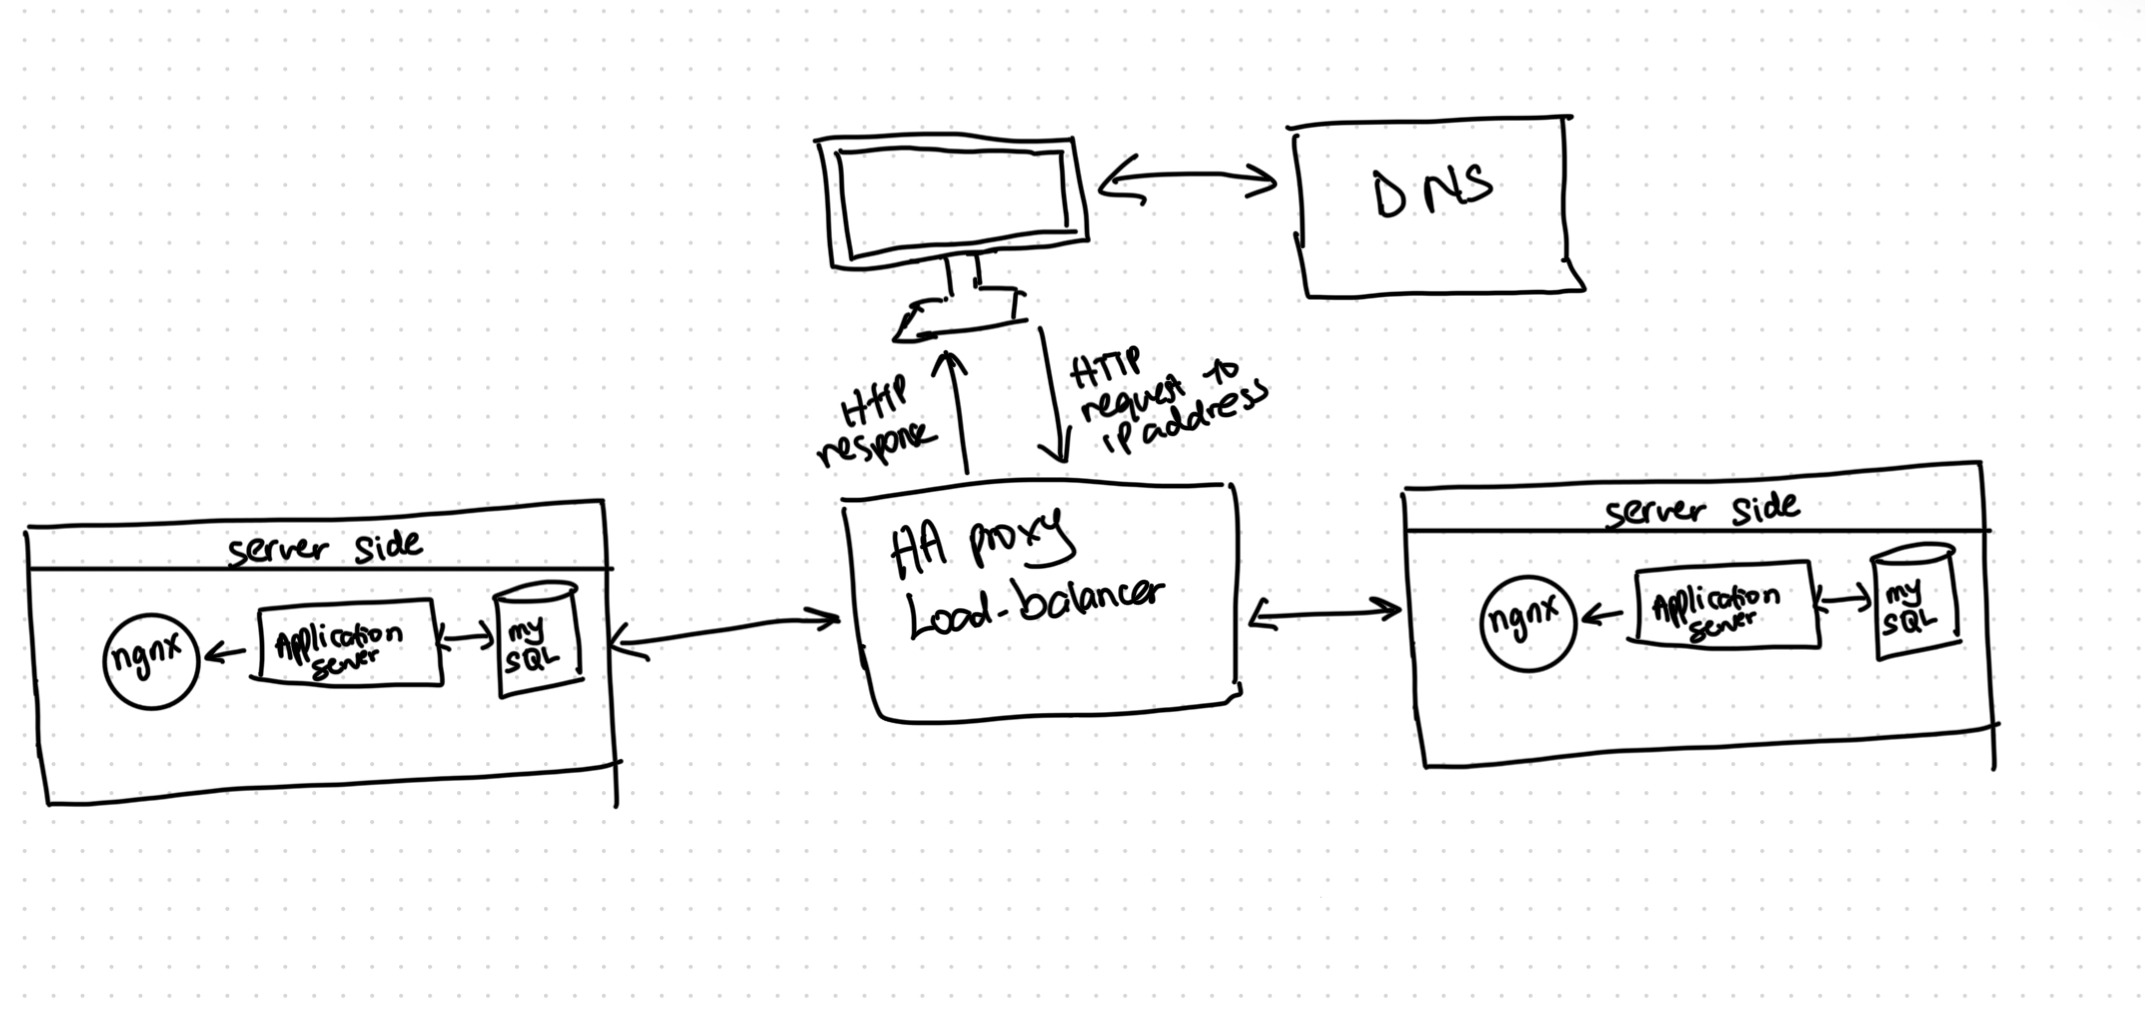 DNS
HTTP
response
HTTP
request to
ip address
server side
ngnx
Application
server
my
SQL
HA proxy
Load-balancer
server side
ngnx
Application
server
my
SQL